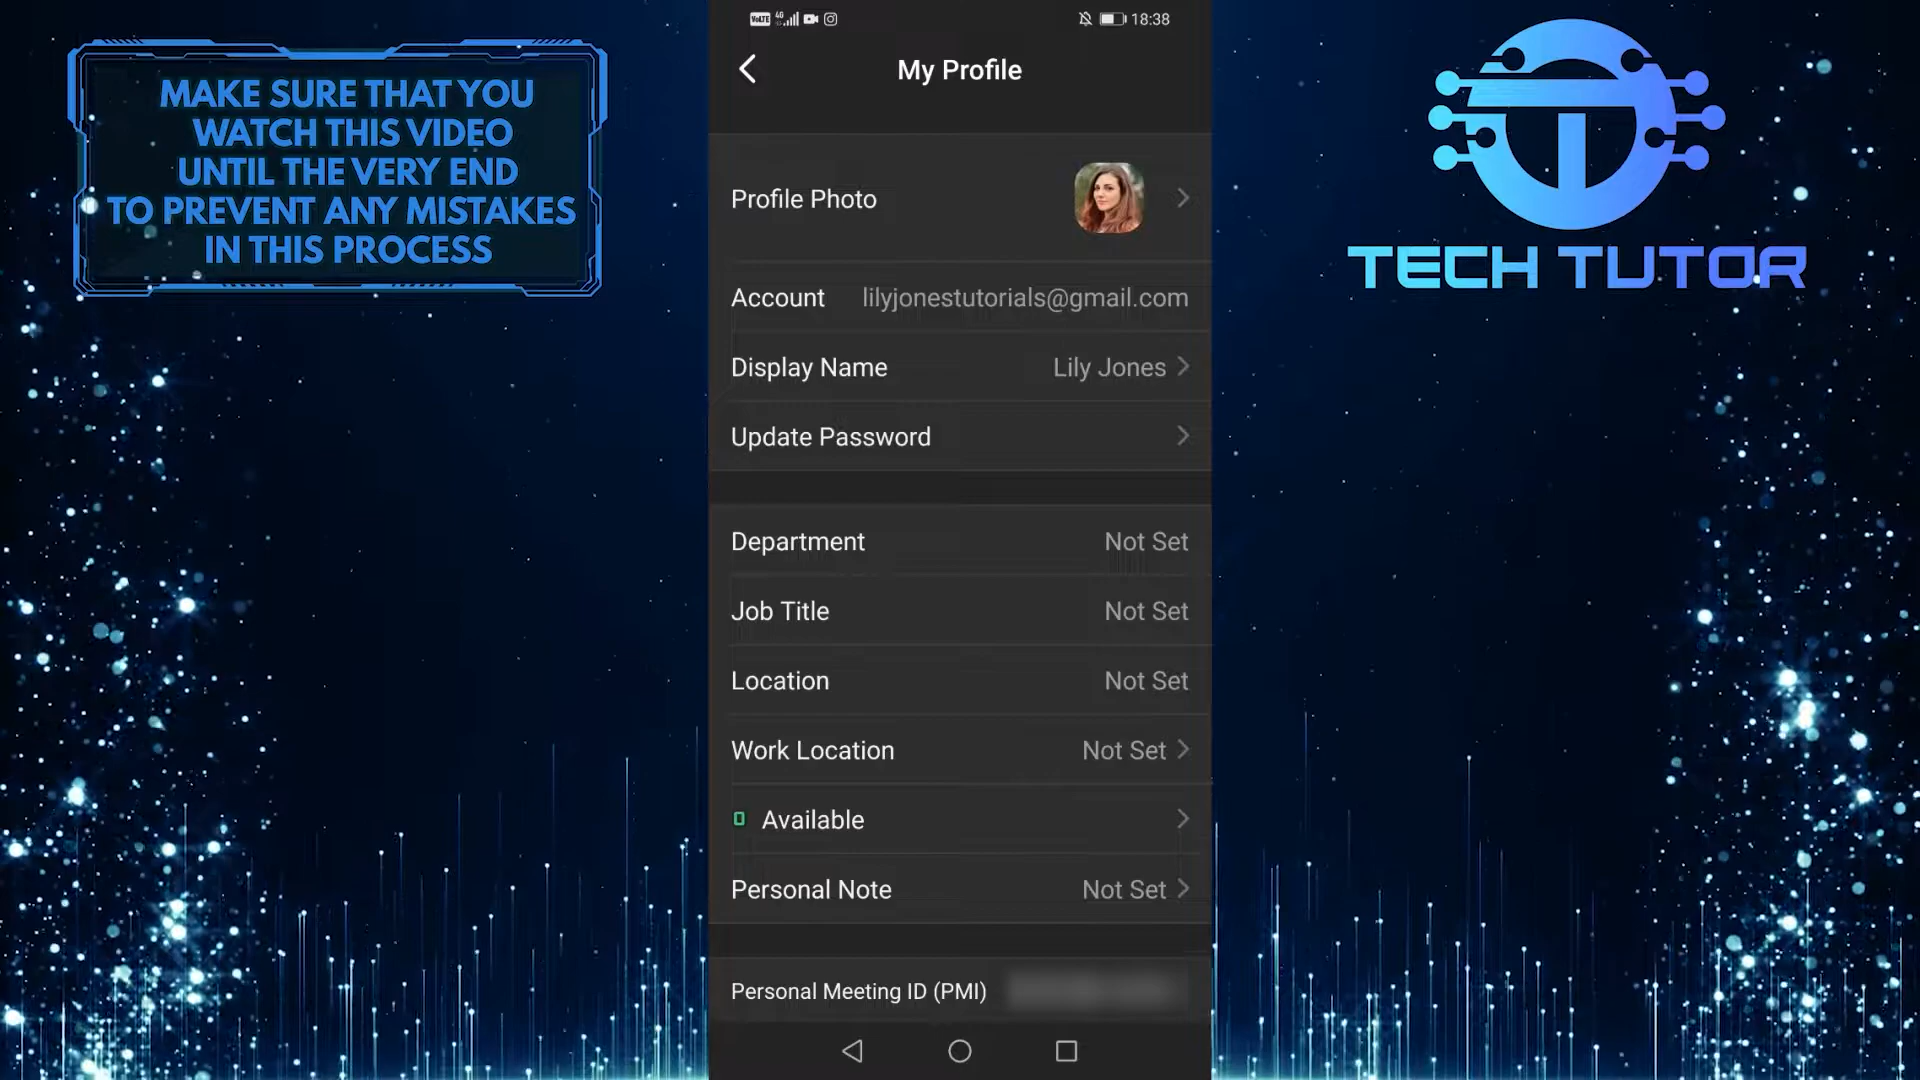 MAKE SURE THAT YOU
WATCH THIS VIDEO
UNTIL THE VERY END
TO PREVENT ANY MISTAKES
IN THIS PROCESS
VoLTE 4G 18:38
My Profile
Profile Photo
Account lilyjonestutorials@gmail.com
Display Name Lily Jones
Update Password
Department Not Set
Job Title Not Set
Location Not Set
Work Location Not Set
Available
Personal Note Not Set
Personal Meeting ID (PMI)
TECH TUTOR